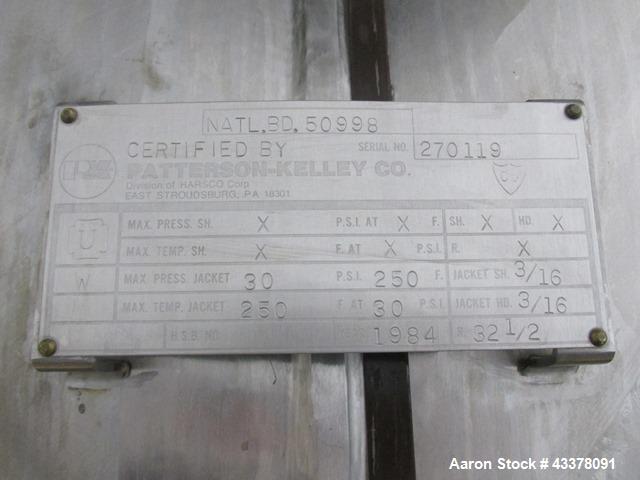 NATL.BD. 50998
CERTIFIED BY SERIAL NO. 270119
PATTERSON-KELLEY CO.
Division of HARSCO Corp
EAST STROUDSBURG, PA 18301
U MAX. PRESS. SH. X P.S.I. AT X F. SH. X HD. X
MAX. TEMP. SH. X F. AT X P.S.I. R. X
W MAX. PRESS. JACKET 30 P.S.I. 250 F. JACKET SH. 3/16
MAX. TEMP. JACKET 250 F. AT 30 P.S.I. JACKET HD. 3/16
H.S.B. NO. 1984 R. 32 1/2
Aaron Stock # 43378091